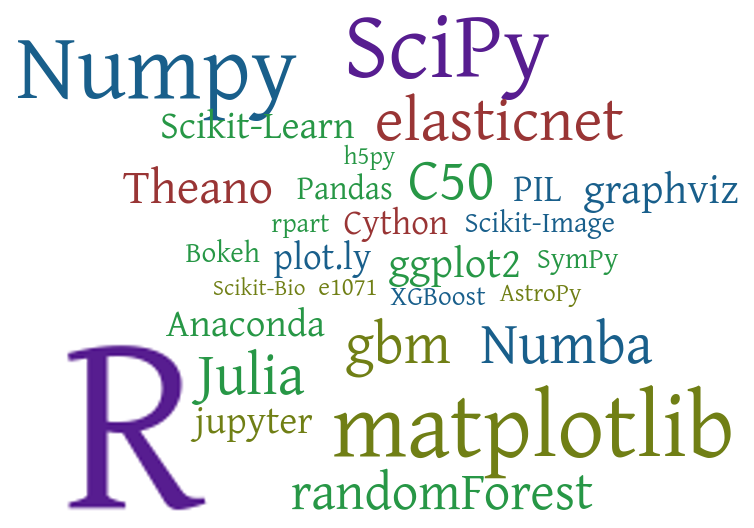 Numpy SciPy
Scikit-Learn elasticnet
h5py
Theano Pandas C50 PIL graphviz
rpart Cython Scikit-Image
Bokeh plot.ly ggplot2 SymPy
Scikit-Bio e1071 XGBoost AstroPy
Anaconda gbm Numba
R Julia
jupyter matplotlib
randomForest